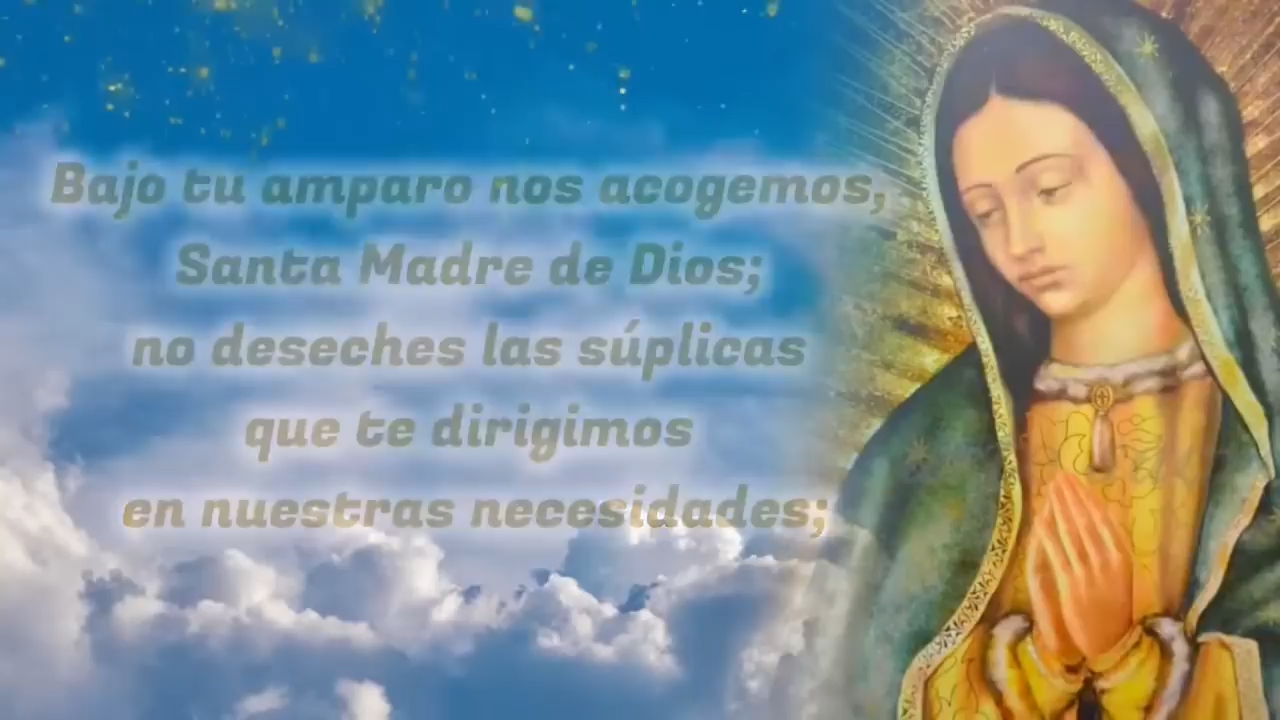 Bajo tu amparo nos acogemos,
Santa Madre de Dios;
no deseches las súplicas
que te dirigimos
en nuestras necesidades;